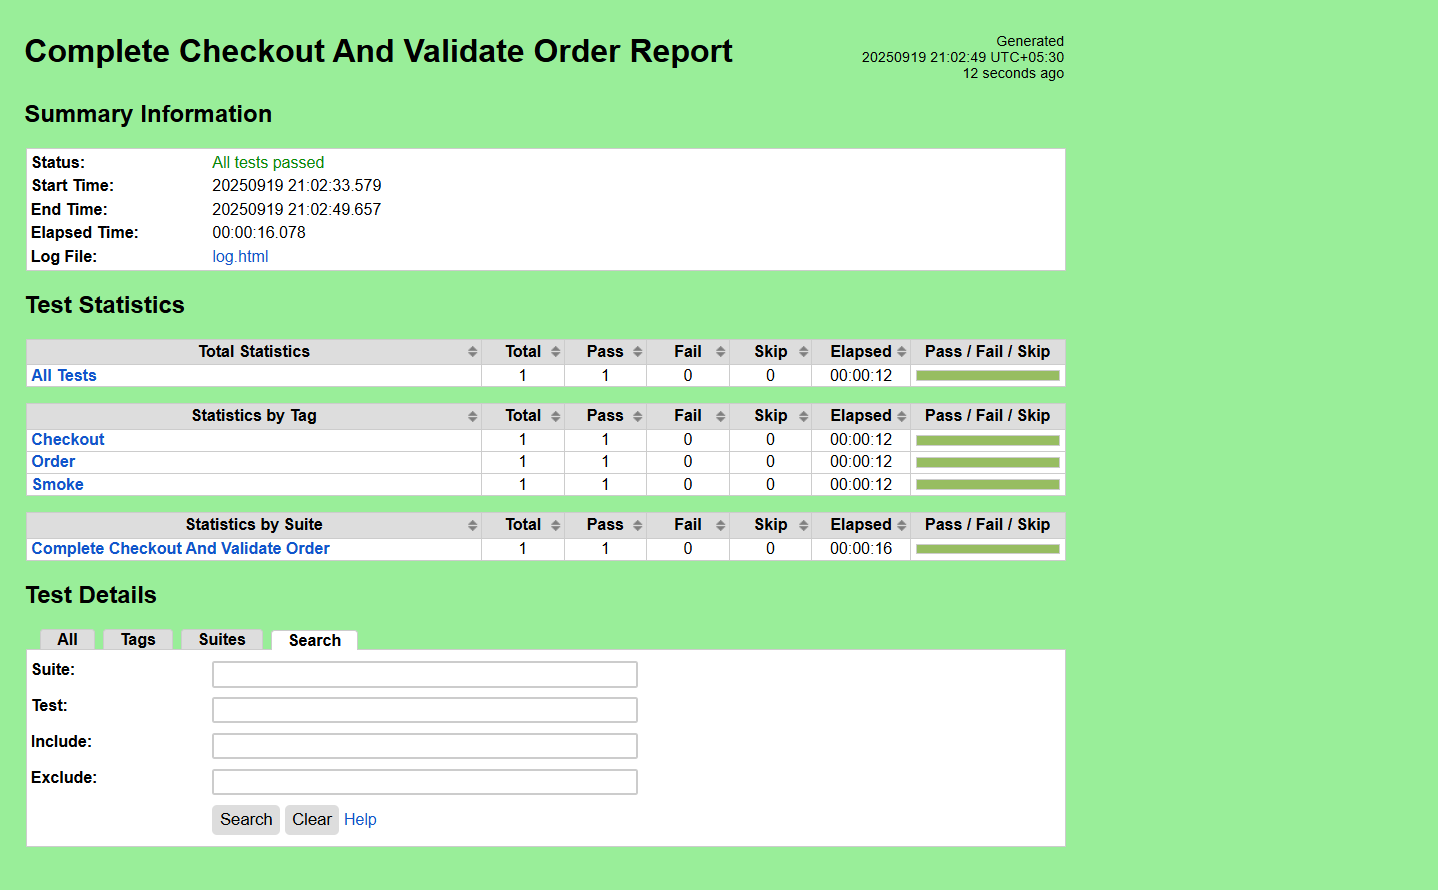 Complete Checkout And Validate Order Report
Generated
20250919 21:02:49 UTC+05:30
12 seconds ago
Summary Information
Status: All tests passed
Start Time: 20250919 21:02:33.579
End Time: 20250919 21:02:49.657
Elapsed Time: 00:00:16.078
Log File: log.html
Test Statistics
Total Statistics Total Pass Fail Skip Elapsed Pass / Fail / Skip
All Tests 1 1 0 0 00:00:12
Statistics by Tag Total Pass Fail Skip Elapsed Pass / Fail / Skip
Checkout 1 1 0 0 00:00:12
Order 1 1 0 0 00:00:12
Smoke 1 1 0 0 00:00:12
Statistics by Suite Total Pass Fail Skip Elapsed Pass / Fail / Skip
Complete Checkout And Validate Order 1 1 0 0 00:00:16
Test Details
All Tags Suites Search
Suite:
Test:
Include:
Exclude:
Search Clear Help